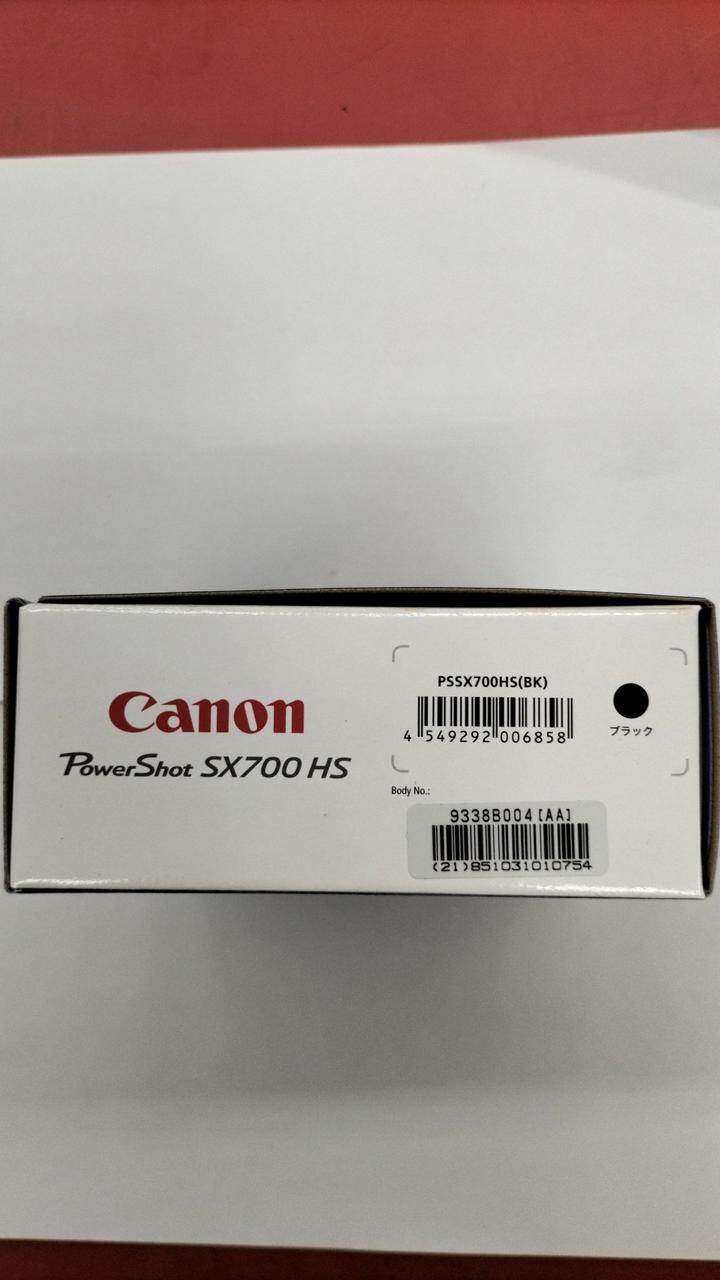 Canon
PowerShot SX700 HS
PSSX700HS(BK)
4 549292 006858
ブラック
Body No.:
9338B004[AA]
(21)851031010754